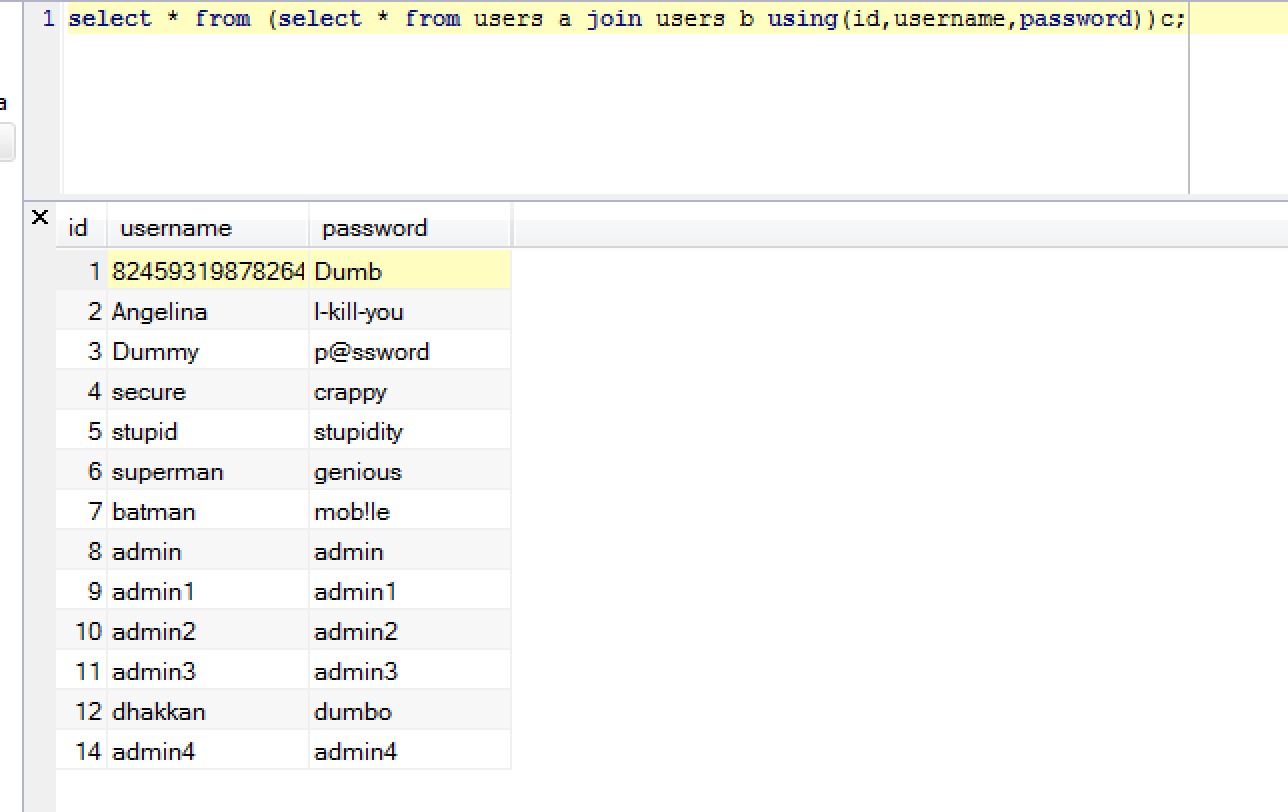 1 select * from (select * from users a join users b using(id,username,password))c;
a
id username password
1 82459319878264 Dumb
2 Angelina I-kill-you
3 Dummy p@ssword
4 secure crappy
5 stupid stupidity
6 superman genious
7 batman mob!le
8 admin admin
9 admin1 admin1
10 admin2 admin2
11 admin3 admin3
12 dhakkan dumbo
14 admin4 admin4